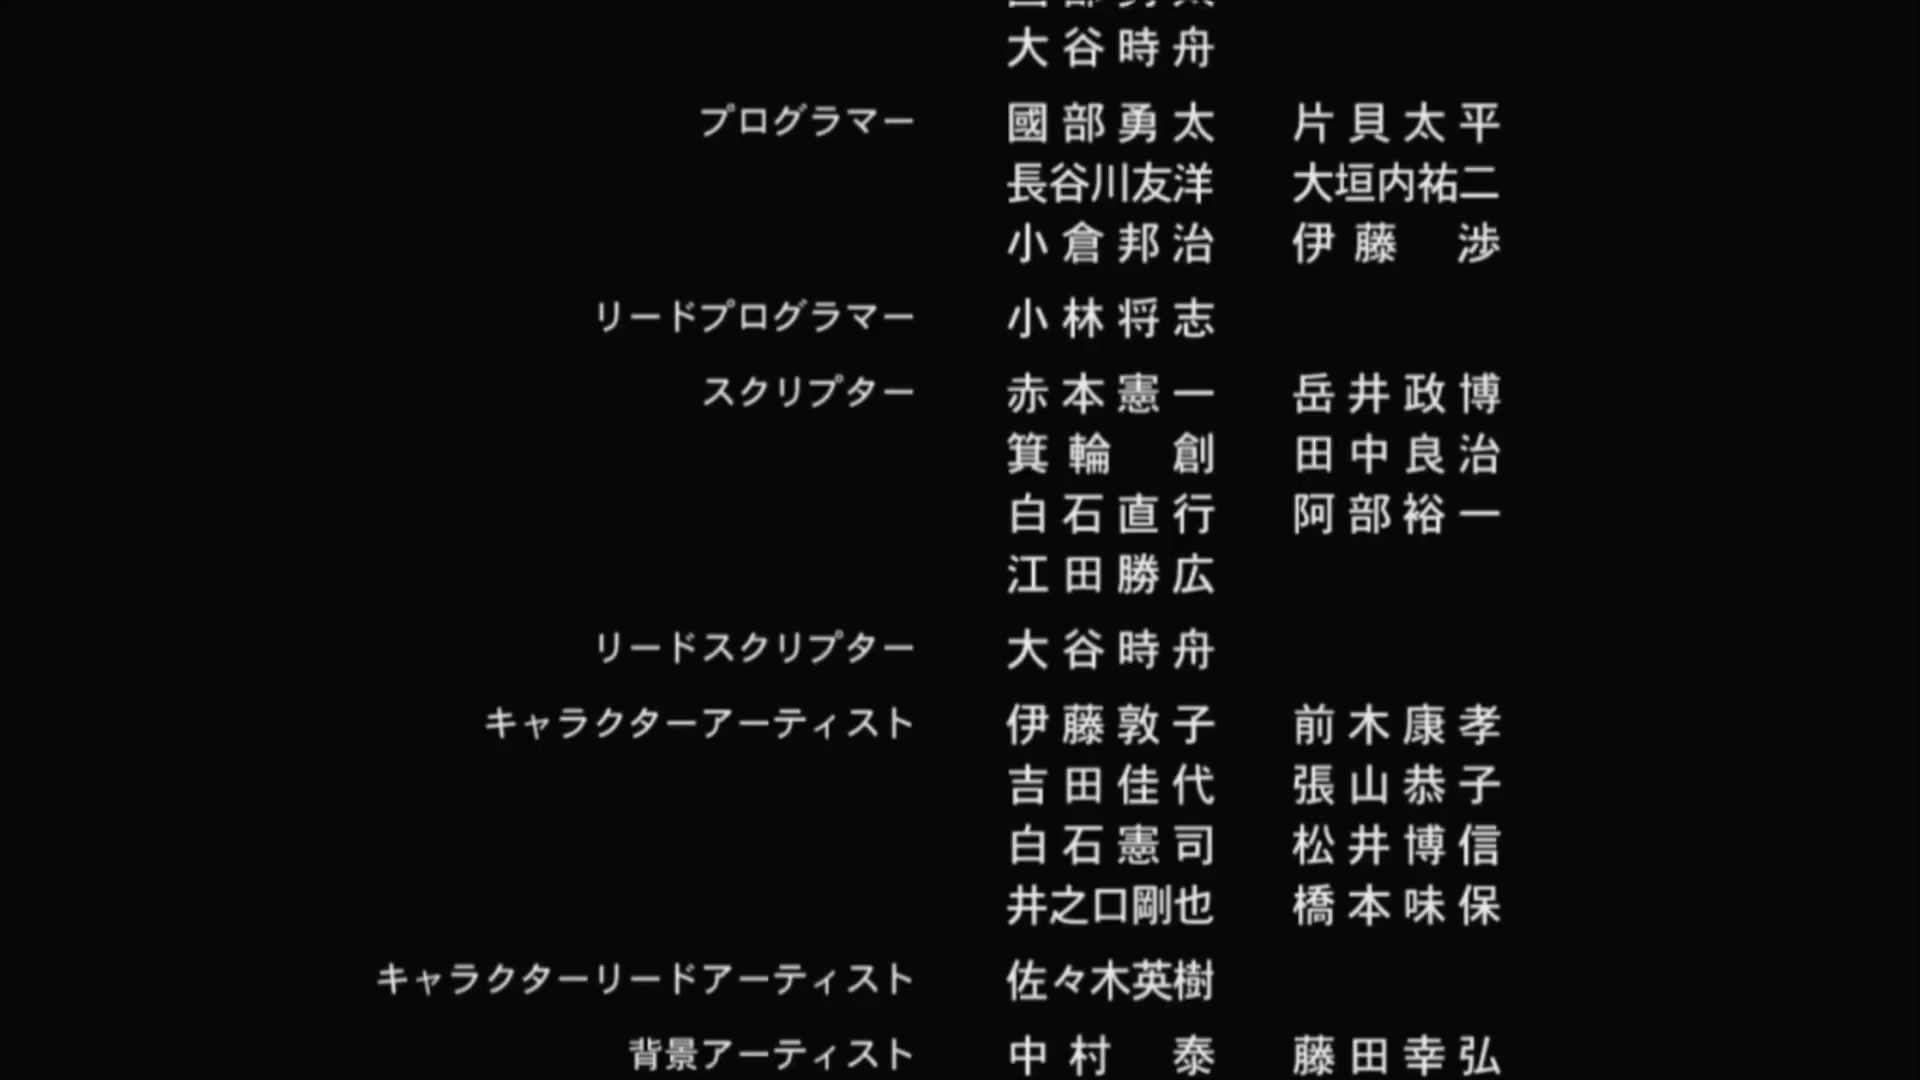 大谷時舟
プログラマー 國部勇太 片貝太平
長谷川友洋 大垣内祐二
小倉邦治 伊藤 渉
リードプログラマー 小林将志
スクリプター 赤本憲一 岳井政博
箕輪 創 田中良治
白石直行 阿部裕一
江田勝広
リードスクリプター 大谷時舟
キャラクターアーティスト 伊藤敦子 前木康孝
吉田佳代 張山恭子
白石憲司 松井博信
井之口剛也 橋本味保
キャラクターリードアーティスト 佐々木英樹
背景アーティスト 中村 泰 藤田幸弘